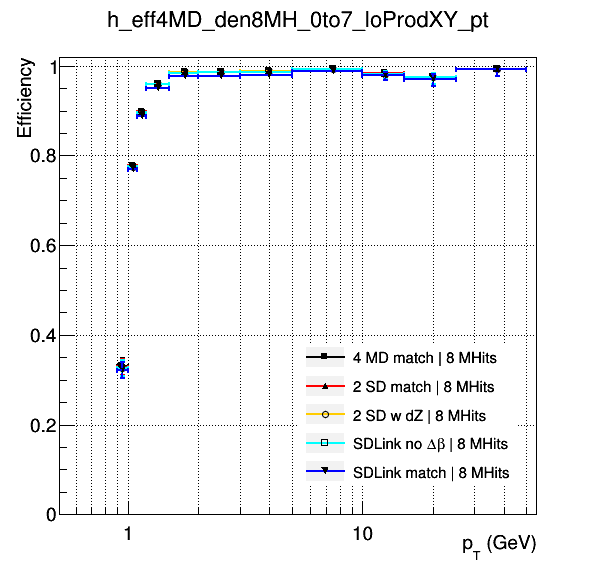 h_eff4MD_den8MH_0to7_loProdXY_pt
Efficiency
1
0.8
0.6
0.4
0.2
0
4 MD match | 8 MHits
2 SD match | 8 MHits
2 SD w dZ | 8 MHits
SDLink no Δβ | 8 MHits
SDLink match | 8 MHits
1 10
p_T (GeV)